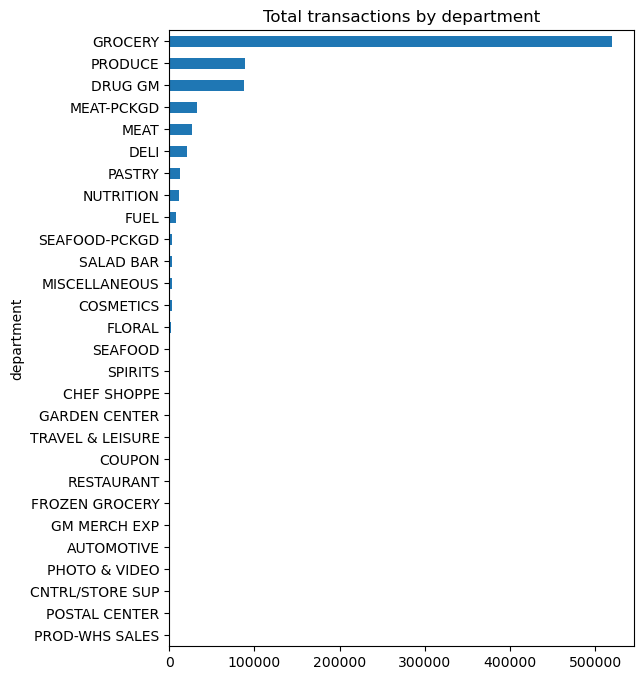 Total transactions by department
GROCERY
PRODUCE
DRUG GM
MEAT-PCKGD
MEAT
DELI
PASTRY
NUTRITION
FUEL
SEAFOOD-PCKGD
SALAD BAR
MISCELLANEOUS
COSMETICS
FLORAL
SEAFOOD
SPIRITS
CHEF SHOPPE
GARDEN CENTER
TRAVEL & LEISURE
COUPON
RESTAURANT
FROZEN GROCERY
GM MERCH EXP
AUTOMOTIVE
PHOTO & VIDEO
CNTRL/STORE SUP
POSTAL CENTER
PROD-WHS SALES
department
0 100000 200000 300000 400000 500000